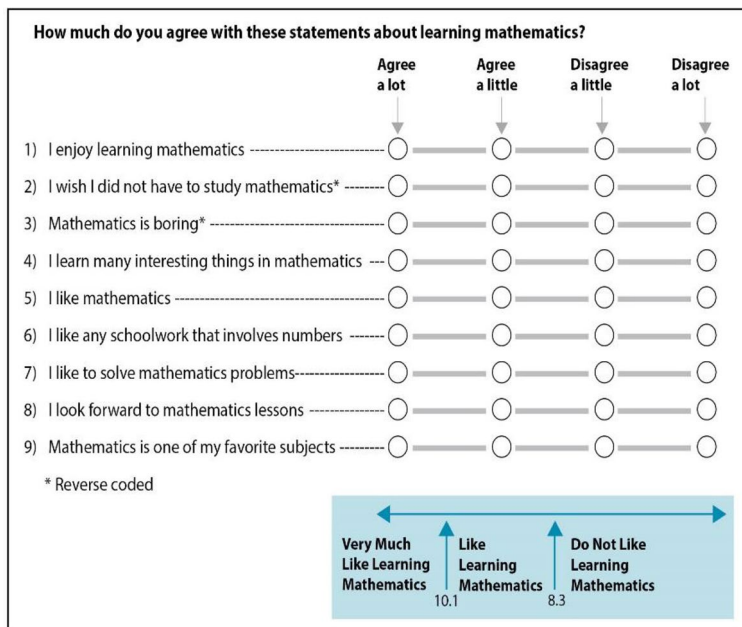 How much do you agree with these statements about learning mathematics?
Agree a lot
Agree a little
Disagree a little
Disagree a lot
1) I enjoy learning mathematics
2) I wish I did not have to study mathematics*
3) Mathematics is boring*
4) I learn many interesting things in mathematics
5) I like mathematics
6) I like any schoolwork that involves numbers
7) I like to solve mathematics problems
8) I look forward to mathematics lessons
9) Mathematics is one of my favorite subjects
* Reverse coded
Very Much
Like Learning
Mathematics
10.1
Like
Learning
Mathematics
8.3
Do Not Like
Learning
Mathematics